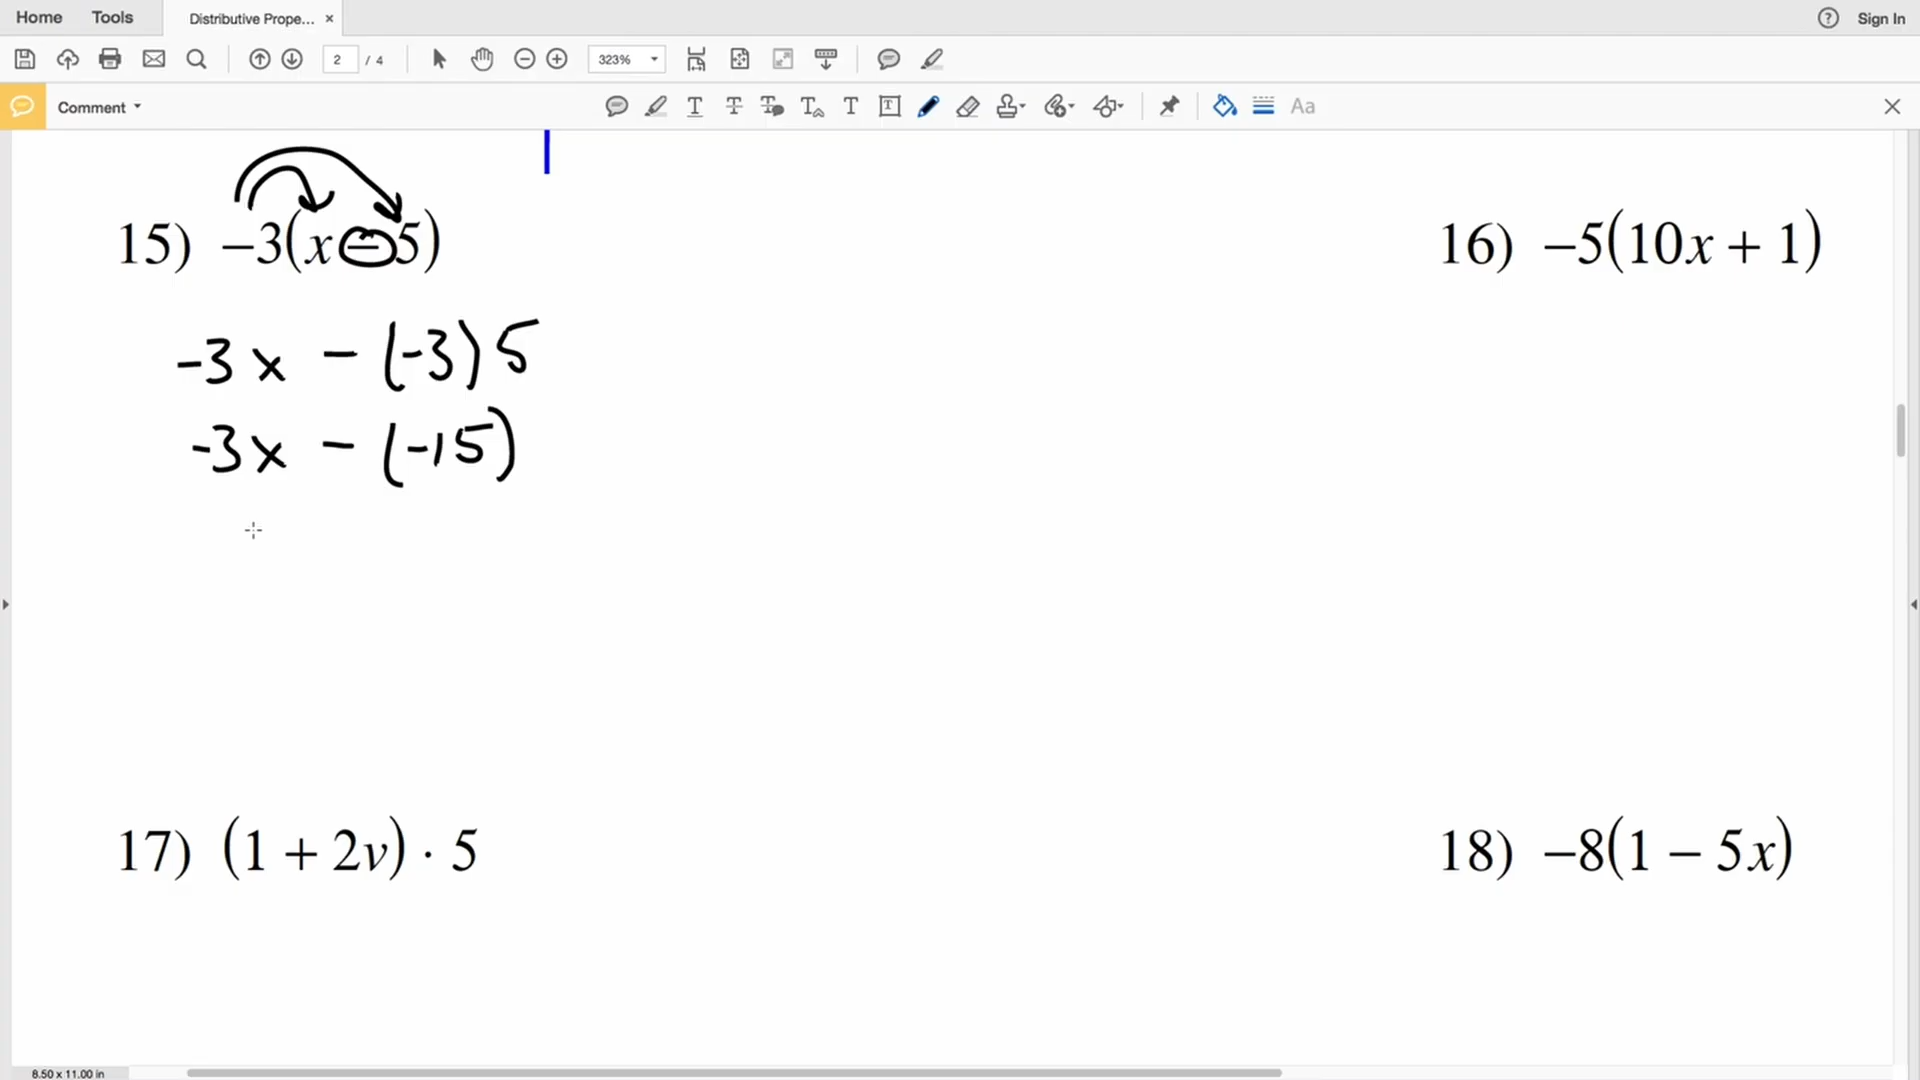 Home Tools Distributive Prope... × Sign In
2 / 4 323%
Comment Aa
15) −3(x − 5)
16) −5(10x + 1)
-3x - (-3)5
-3x - (-15)
17) (1 + 2v) · 5
18) −8(1 − 5x)
8.50 x 11.00 in